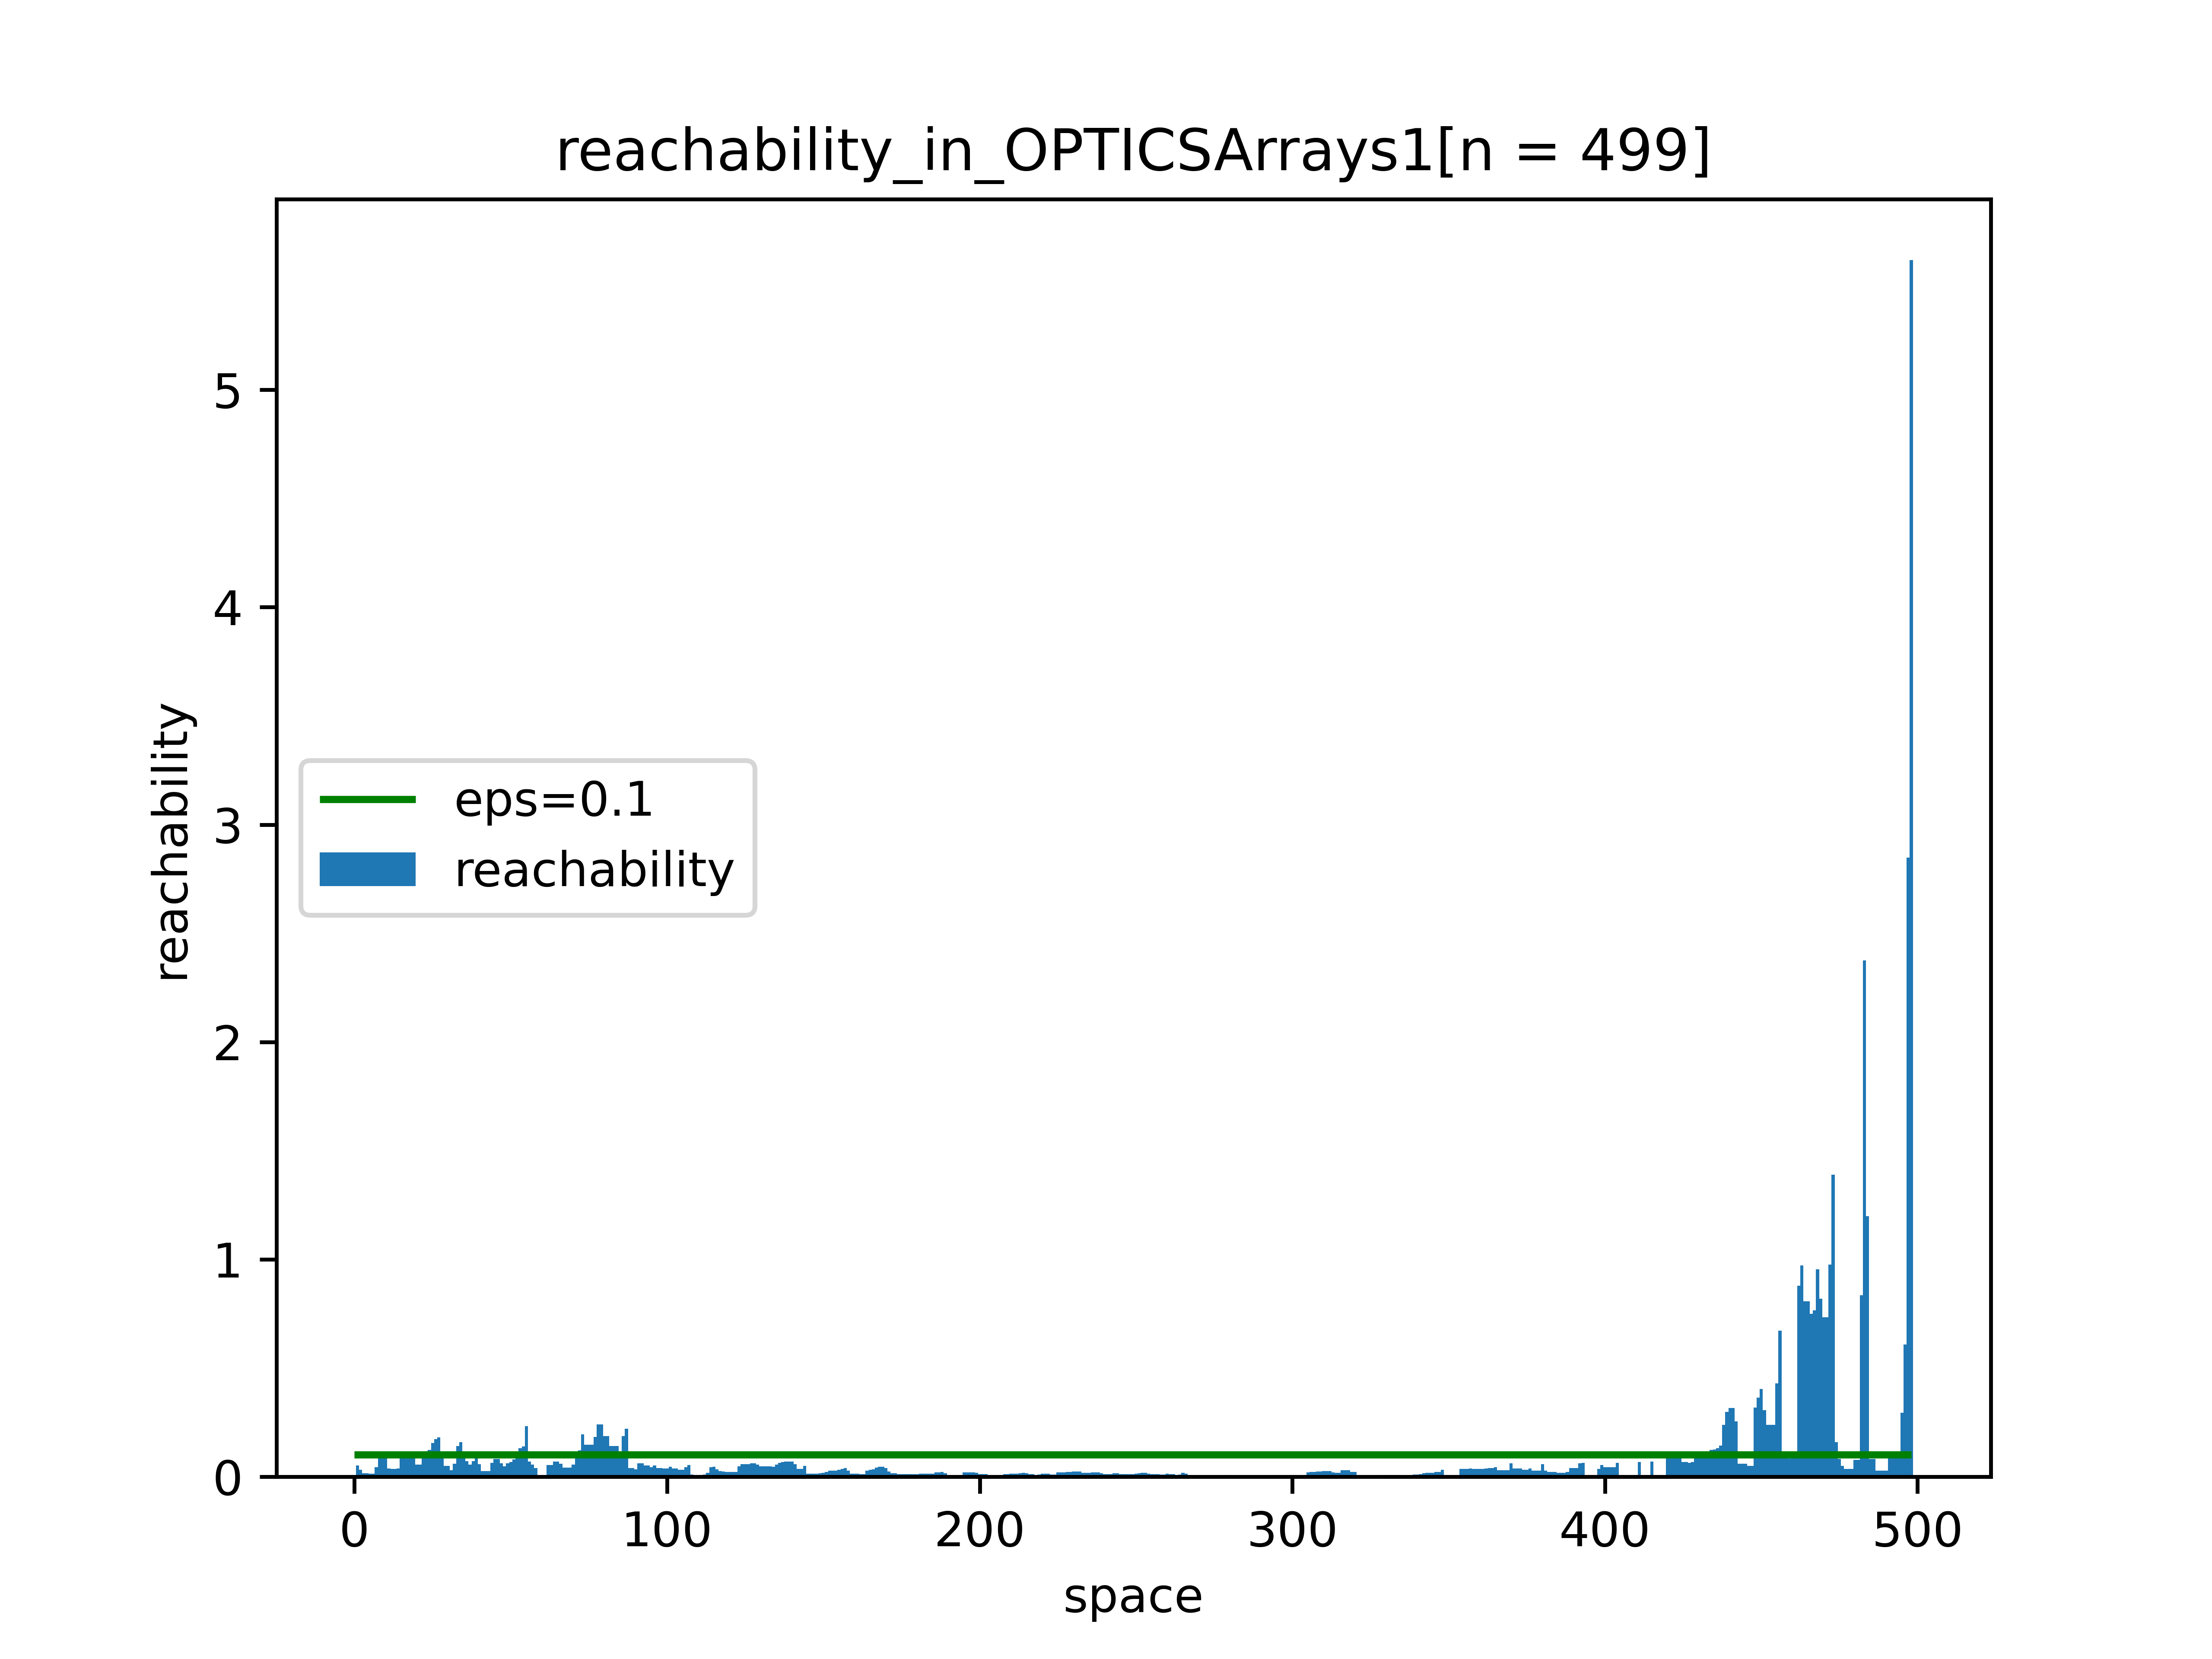 reachability_in_OPTICSArrays1[n = 499]
reachability
5
4
3
2
1
0
eps=0.1
reachability
0 100 200 300 400 500
space